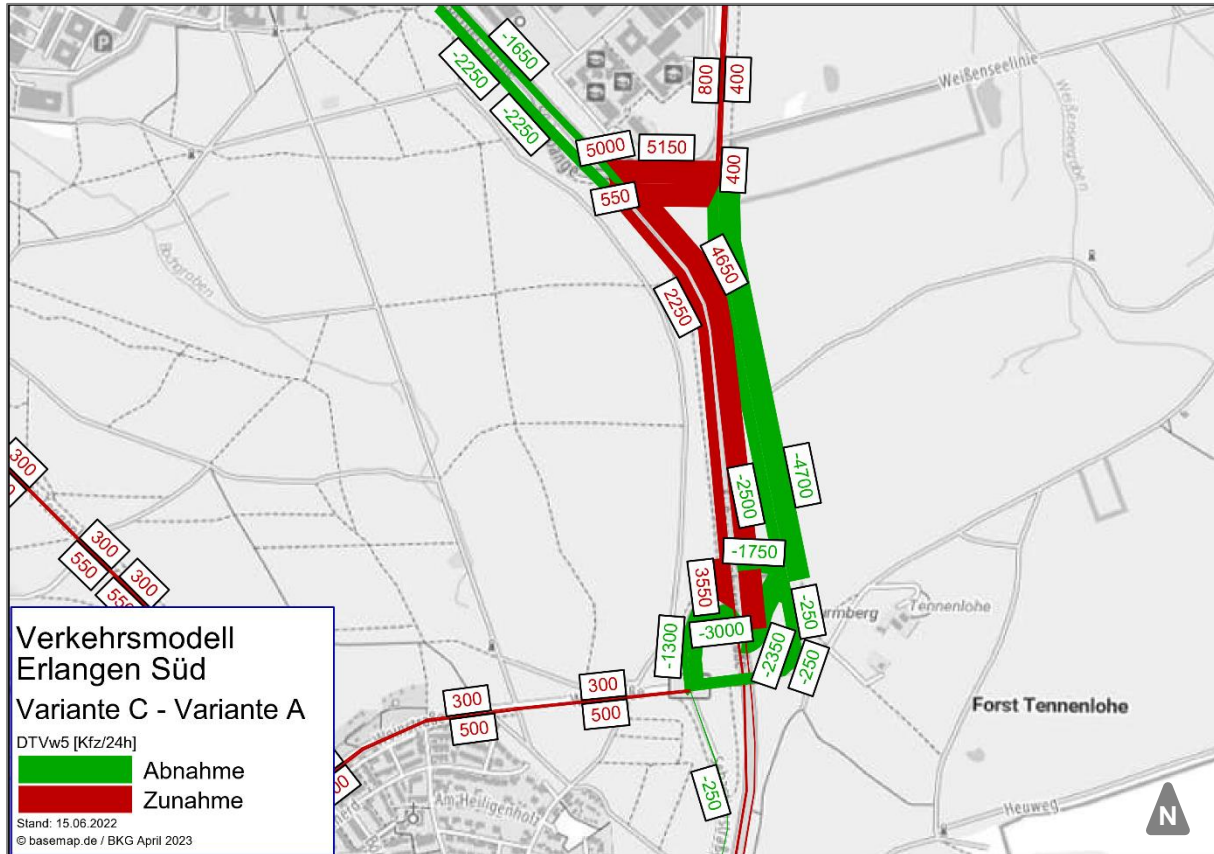 -1650
-2250
-2250
800
400
Weißenseelinie
Weißenseegraben
5000
5150
400
550
Bachgraben
4650
2250
-4700
-2500
-1750
3550
-3000
-1300
-250
-2350
-250
Tennenlohe
Forst Tennenlohe
300
300
550
300
300
500
300
500
-250
Am Heiligenholz
Heuweg
N
Verkehrsmodell
Erlangen Süd
Variante C - Variante A
DTVw5 [Kfz/24h]
Abnahme
Zunahme
Stand: 15.06.2022
© basemap.de / BKG April 2023